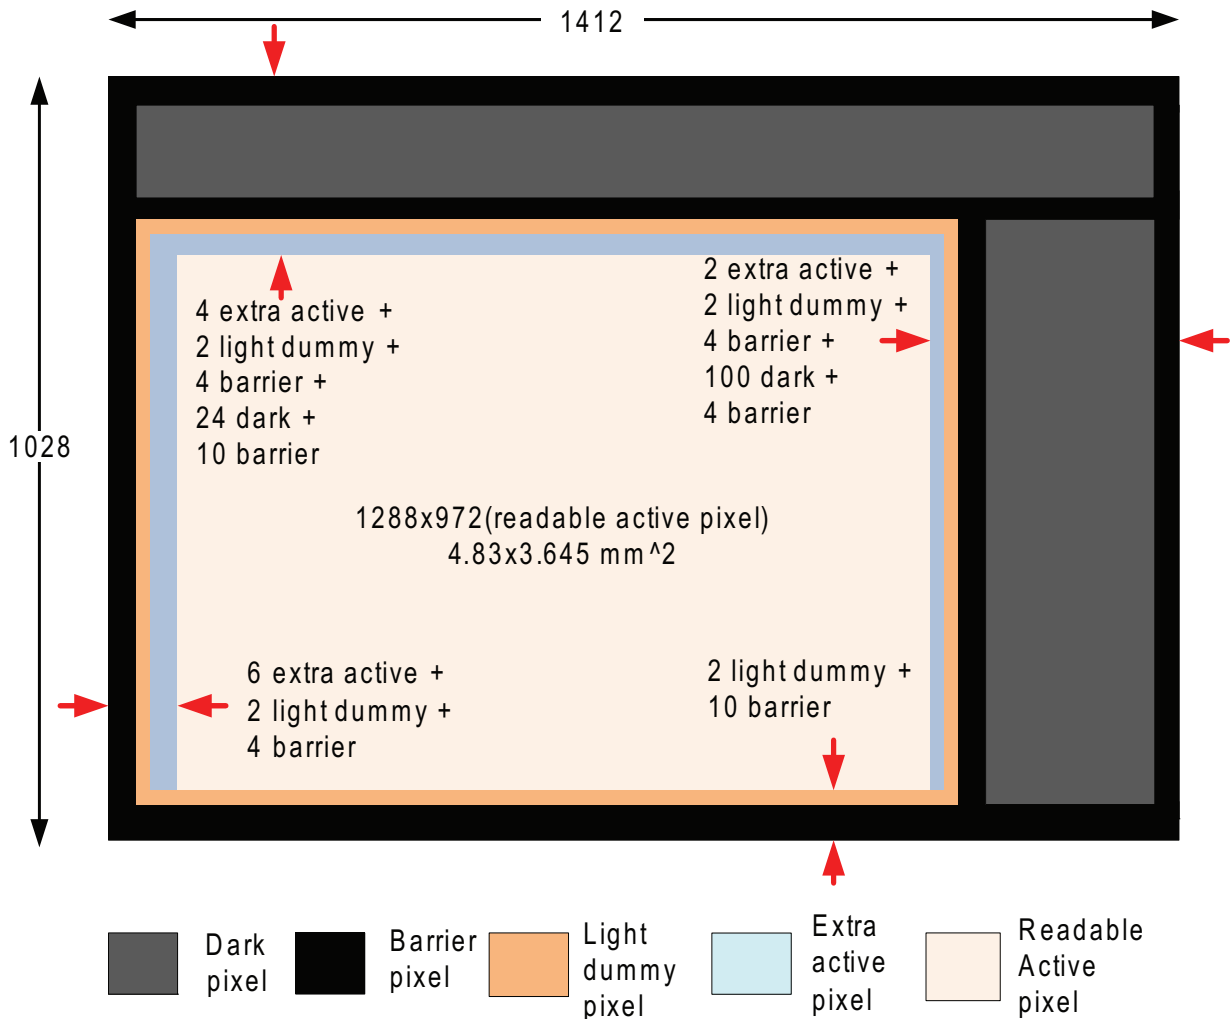 1412
1028
4 extra active +
2 light dummy +
4 barrier +
24 dark +
10 barrier
2 extra active +
2 light dummy +
4 barrier +
100 dark +
4 barrier
1288x972(readable active pixel)
4.83x3.645 mm^2
6 extra active +
2 light dummy +
4 barrier
2 light dummy +
10 barrier
Dark
pixel
Barrier
pixel
Light
dummy
pixel
Extra
active
pixel
Readable
Active
pixel